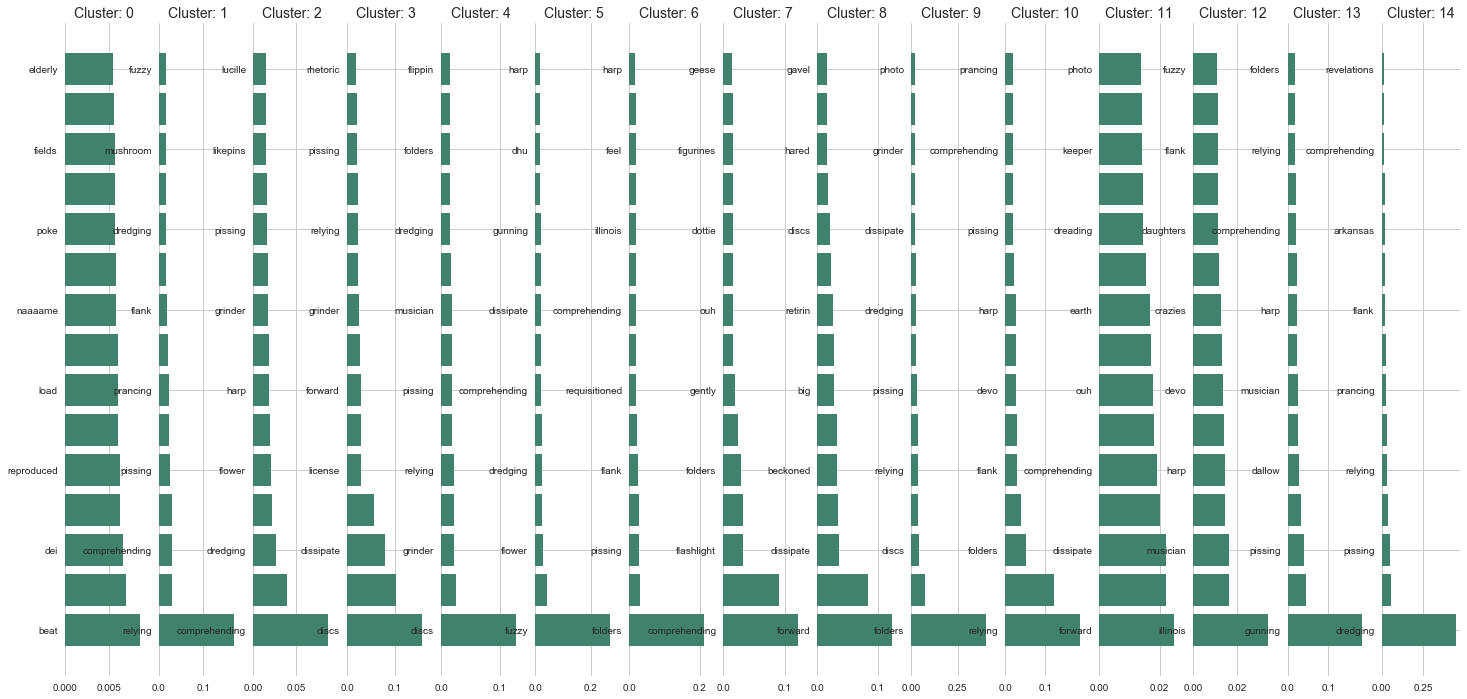 Cluster: 0 Cluster: 1 Cluster: 2 Cluster: 3 Cluster: 4 Cluster: 5 Cluster: 6 Cluster: 7 Cluster: 8 Cluster: 9 Cluster: 10 Cluster: 11 Cluster: 12 Cluster: 13 Cluster: 14
elderly fuzzy lucille rhetoric flippin harp harp geese gavel photo prancing photo fuzzy folders revelations
fields mushroom likepins pissing folders dhu feel figurines hared grinder comprehending keeper flank relying comprehending
poke dredging pissing relying dredging gunning illinois dottie discs dissipate pissing dreading daughters comprehending arkansas
naaaame flank grinder grinder musician dissipate comprehending ouh retirin dredging harp earth crazies harp flank
load prancing harp forward pissing comprehending requisitioned gently big pissing devo ouh devo musician prancing
reproduced pissing flower license relying dredging flank folders beckoned relying flank comprehending harp dallow relying
dei comprehending dredging dissipate grinder flower pissing flashlight dissipate discs folders dissipate musician pissing pissing
beat relying comprehending discs discs fuzzy folders comprehending forward folders relying forward illinois gunning dredging
0.000 0.005 0.0 0.1 0.00 0.05 0.0 0.1 0.0 0.1 0.0 0.2 0.0 0.2 0.0 0.1 0.0 0.1 0.00 0.25 0.0 0.1 0.00 0.02 0.00 0.02 0.0 0.1 0.00 0.25